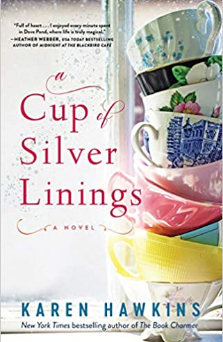 "Full of heart... I enjoyed every minute spent
in Dove Pond, where life is truly magical."
—HEATHER WEBBER, USA TODAY BESTSELLING
AUTHOR OF MIDNIGHT AT THE BLACKBIRD CAFÉ
a
Cup of
Silver
Linings
A NOVEL
KAREN HAWKINS
New York Times bestselling author of The Book Charmer